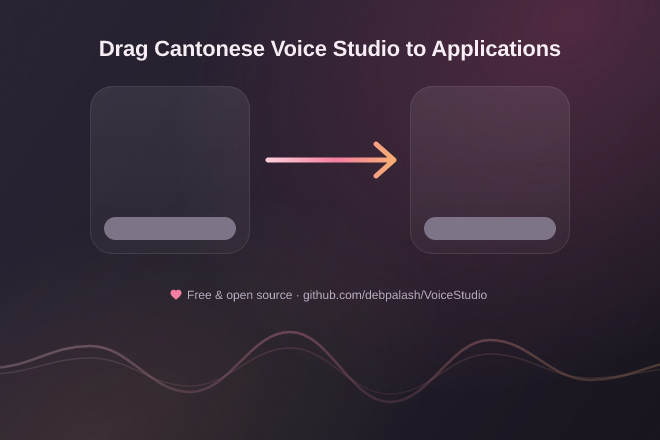 Drag Cantonese Voice Studio to Applications
Free & open source · github.com/debpalash/VoiceStudio